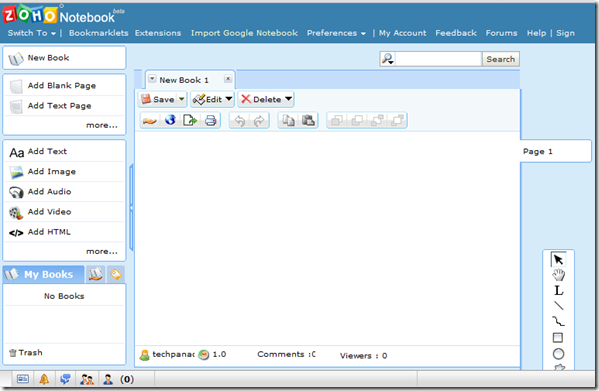 ZOHO Notebook beta
Switch To | Bookmarklets Extensions Import Google Notebook Preferences | My Account Feedback Forums Help | Sign
New Book
Search
Add Blank Page
Add Text Page
more...
New Book 1
Save Edit Delete
Page 1
Aa Add Text
Add Image
Add Audio
Add Video
</> Add HTML
more...
My Books
No Books
L
Trash
techpanac 1.0 Comments :0 Viewers : 0
(0)